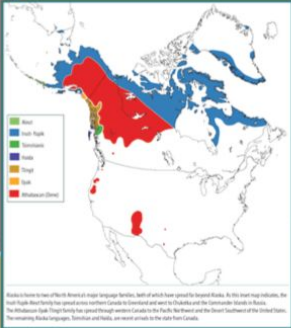 Aleut
Inuit-Yupik
Tsimshianic
Haida
Tlingit
Eyak
Athabascan (Dene)
Alaska is home to two of North America's major language families, both of which have spread far beyond Alaska. As this inset map indicates, the
Inuit-Yupik-Aleut family has spread across northern Canada to Greenland and west to Chukotka and the Commander Islands in Russia.
The Athabascan-Eyak-Tlingit family has spread through western Canada to the Pacific Northwest and the Desert Southwest of the United States.
The remaining Alaska languages, Tsimshian and Haida, are recent arrivals to the state from Canada.